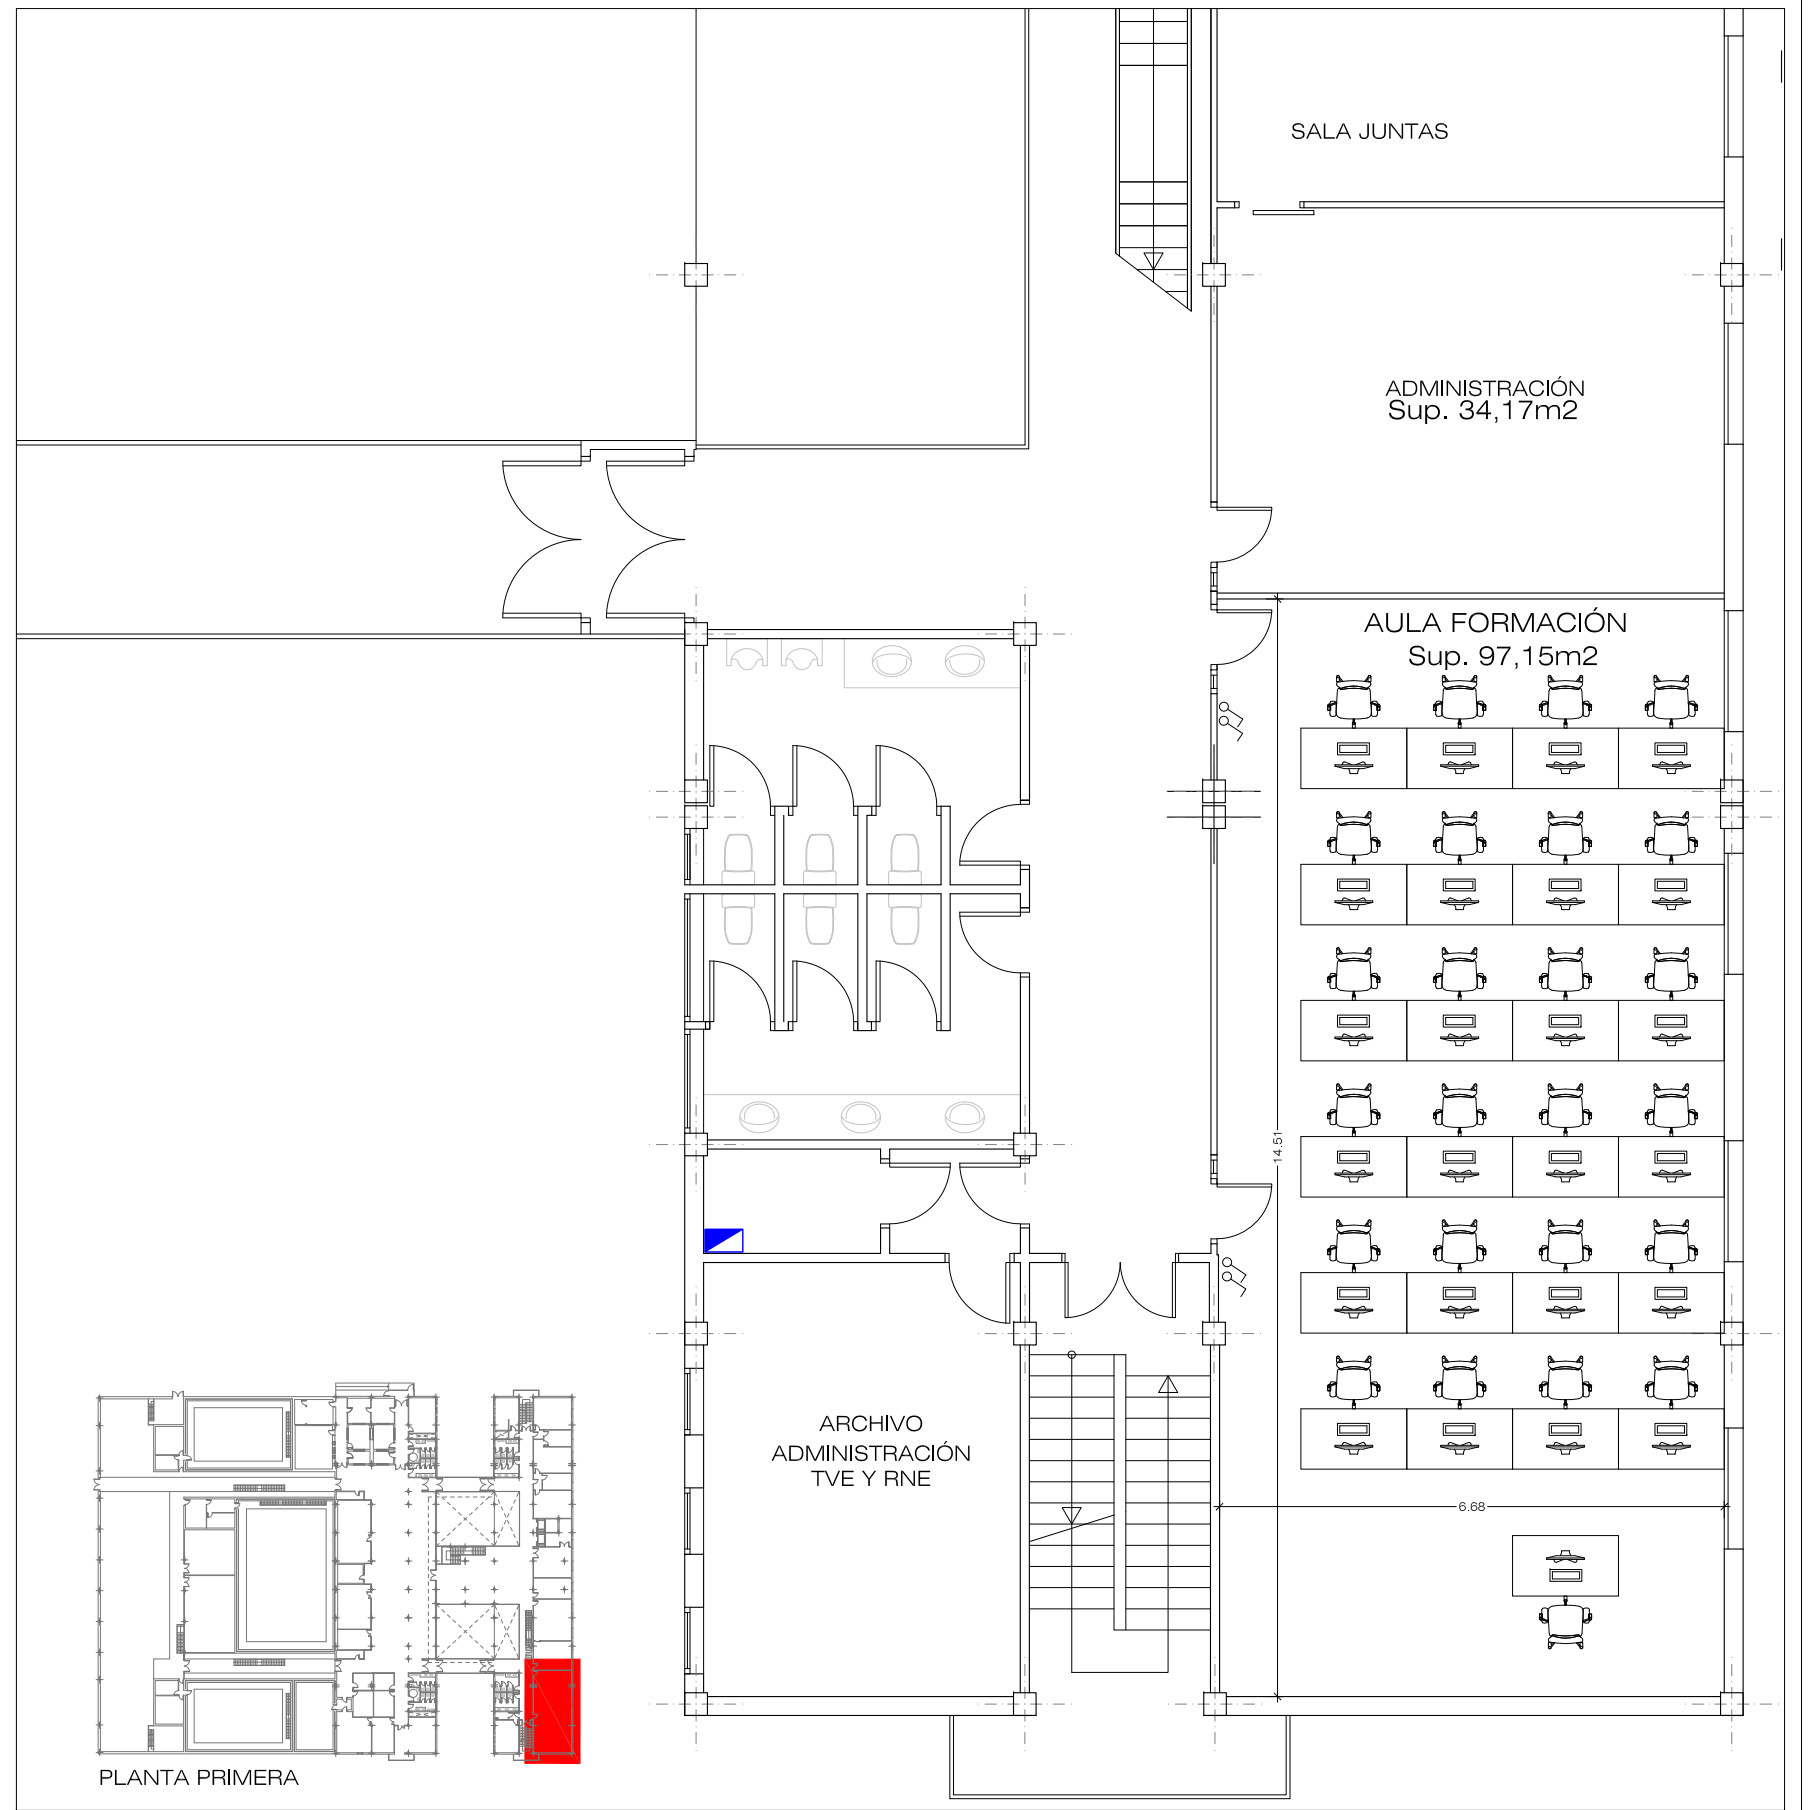 SALA JUNTAS
ADMINISTRACIÓN
Sup. 34,17m2
AULA FORMACIÓN
Sup. 97,15m2
14.51
6.68
ARCHIVO
ADMINISTRACIÓN
TVE Y RNE
PLANTA PRIMERA